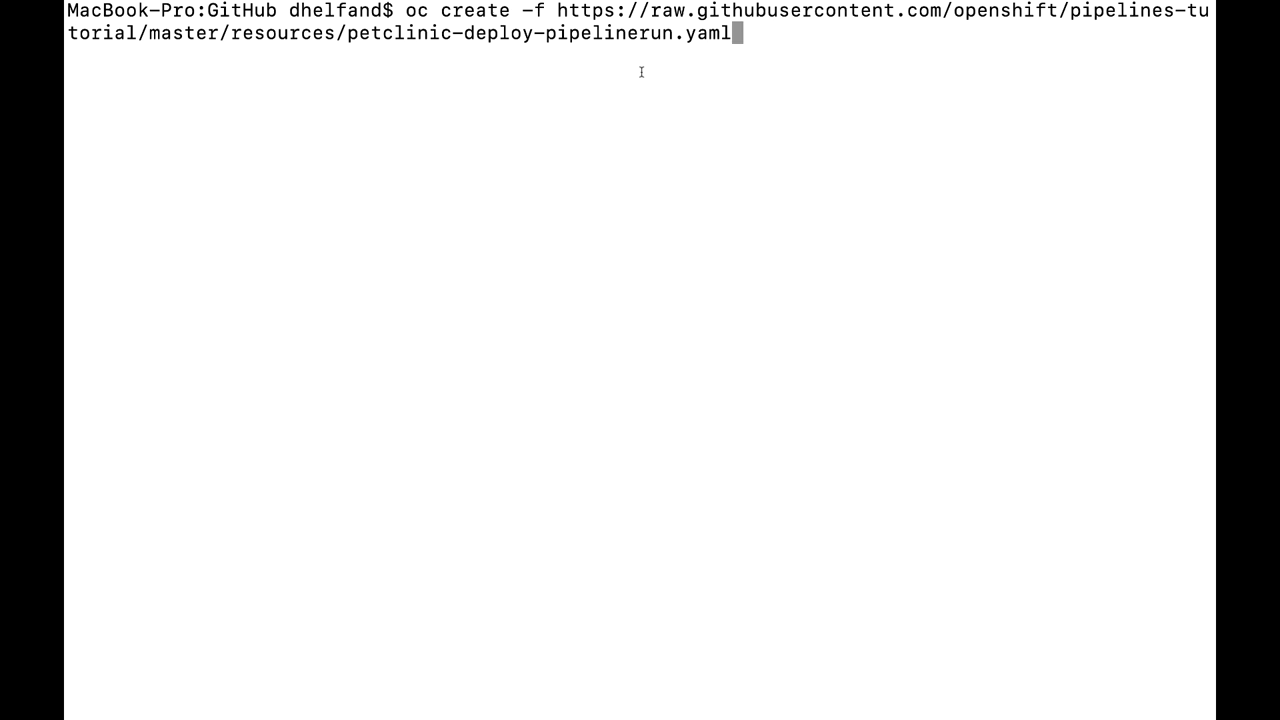 MacBook-Pro:GitHub dhelfand$ oc create -f https://raw.githubusercontent.com/openshift/pipelines-tu
torial/master/resources/petclinic-deploy-pipelinerun.yaml